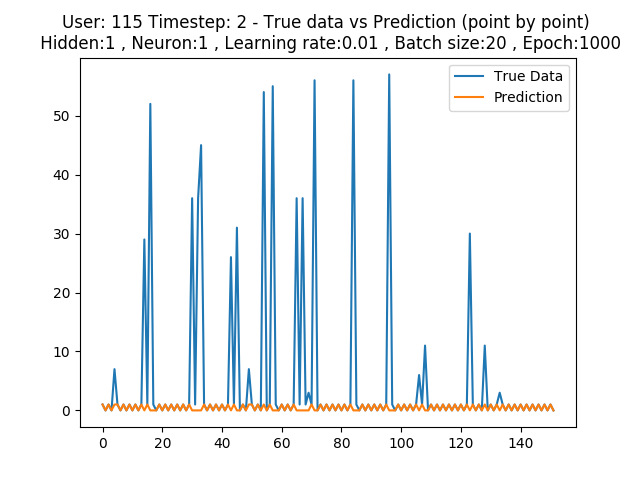 User: 115 Timestep: 2 - True data vs Prediction (point by point)
Hidden:1 , Neuron:1 , Learning rate:0.01 , Batch size:20 , Epoch:1000
True Data
Prediction
50
40
30
20
10
0
0 20 40 60 80 100 120 140